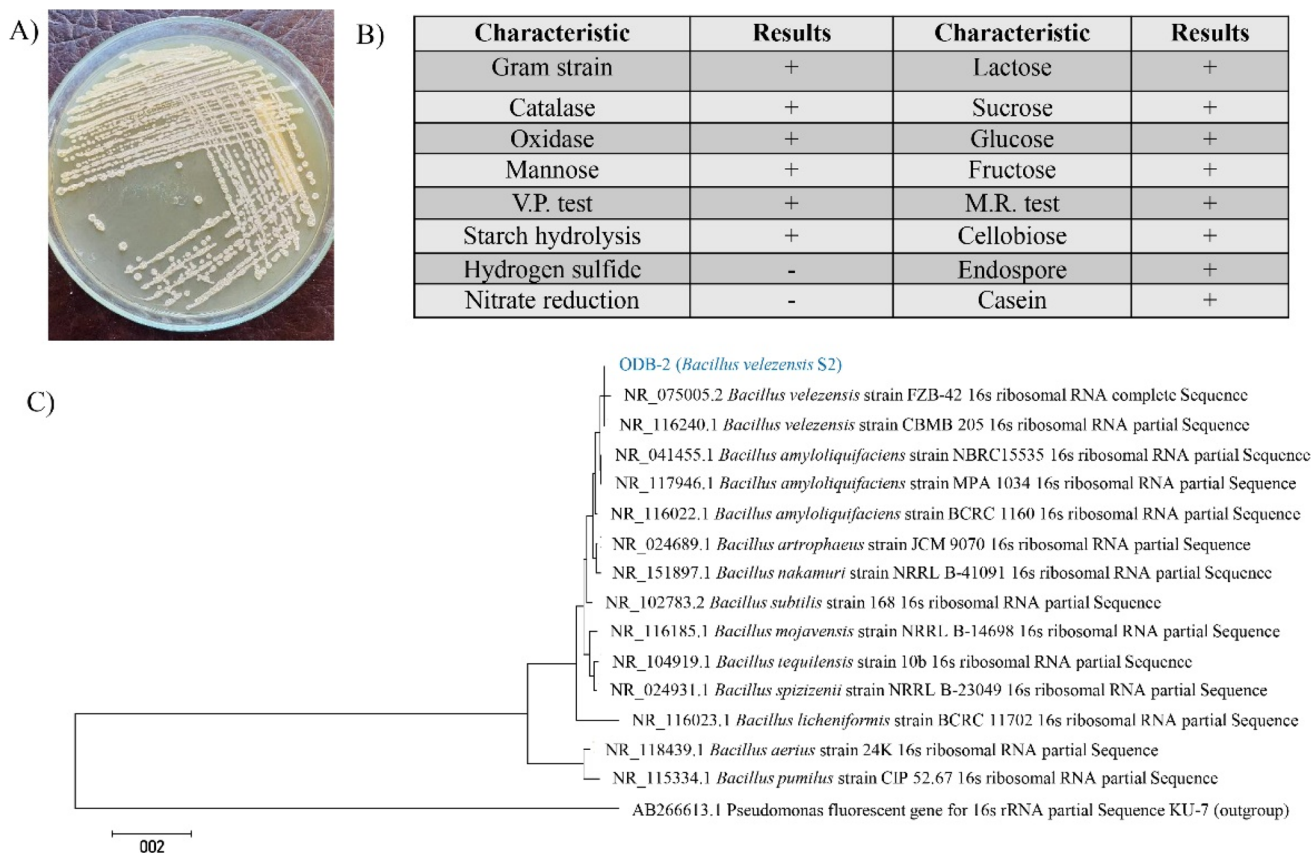 A)
B)
Characteristic Results Characteristic Results
Gram strain + Lactose +
Catalase + Sucrose +
Oxidase + Glucose +
Mannose + Fructose +
V.P. test + M.R. test +
Starch hydrolysis + Cellobiose +
Hydrogen sulfide - Endospore +
Nitrate reduction - Casein +
C)
ODB-2 (Bacillus velezensis S2)
NR_075005.2 Bacillus velezensis strain FZB-42 16s ribosomal RNA complete Sequence
NR_116240.1 Bacillus velezensis strain CBMB 205 16s ribosomal RNA partial Sequence
NR_041455.1 Bacillus amyloliquifaciens strain NBRC15535 16s ribosomal RNA partial Sequence
NR_117946.1 Bacillus amyloliquifaciens strain MPA 1034 16s ribosomal RNA partial Sequence
NR_116022.1 Bacillus amyloliquifaciens strain BCRC 1160 16s ribosomal RNA partial Sequence
NR_024689.1 Bacillus artrophaeus strain JCM 9070 16s ribosomal RNA partial Sequence
NR_151897.1 Bacillus nakamuri strain NRRL B-41091 16s ribosomal RNA partial Sequence
NR_102783.2 Bacillus subtilis strain 168 16s ribosomal RNA partial Sequence
NR_116185.1 Bacillus mojavensis strain NRRL B-14698 16s ribosomal RNA partial Sequence
NR_104919.1 Bacillus tequilensis strain 10b 16s ribosomal RNA partial Sequence
NR_024931.1 Bacillus spizizenii strain NRRL B-23049 16s ribosomal RNA partial Sequence
NR_116023.1 Bacillus licheniformis strain BCRC 11702 16s ribosomal RNA partial Sequence
NR_118439.1 Bacillus aerius strain 24K 16s ribosomal RNA partial Sequence
NR_115334.1 Bacillus pumilus strain CIP 52.67 16s ribosomal RNA partial Sequence
AB266613.1 Pseudomonas fluorescent gene for 16s rRNA partial Sequence KU-7 (outgroup)
002